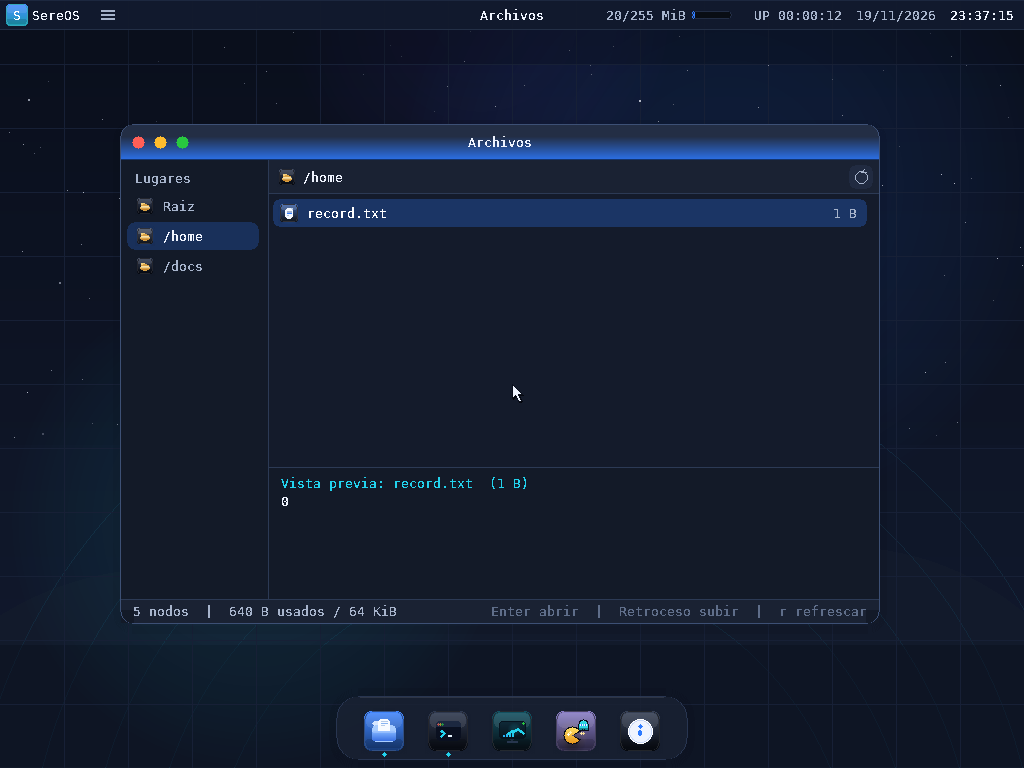 S SereOS
Archivos
20/255 MiB
UP 00:00:12
19/11/2026
23:37:15
Archivos
Lugares
Raiz
/home
/docs
/home
record.txt
1 B
Vista previa: record.txt (1 B)
0
5 nodos | 640 B usados / 64 KiB
Enter abrir | Retroceso subir | r refrescar